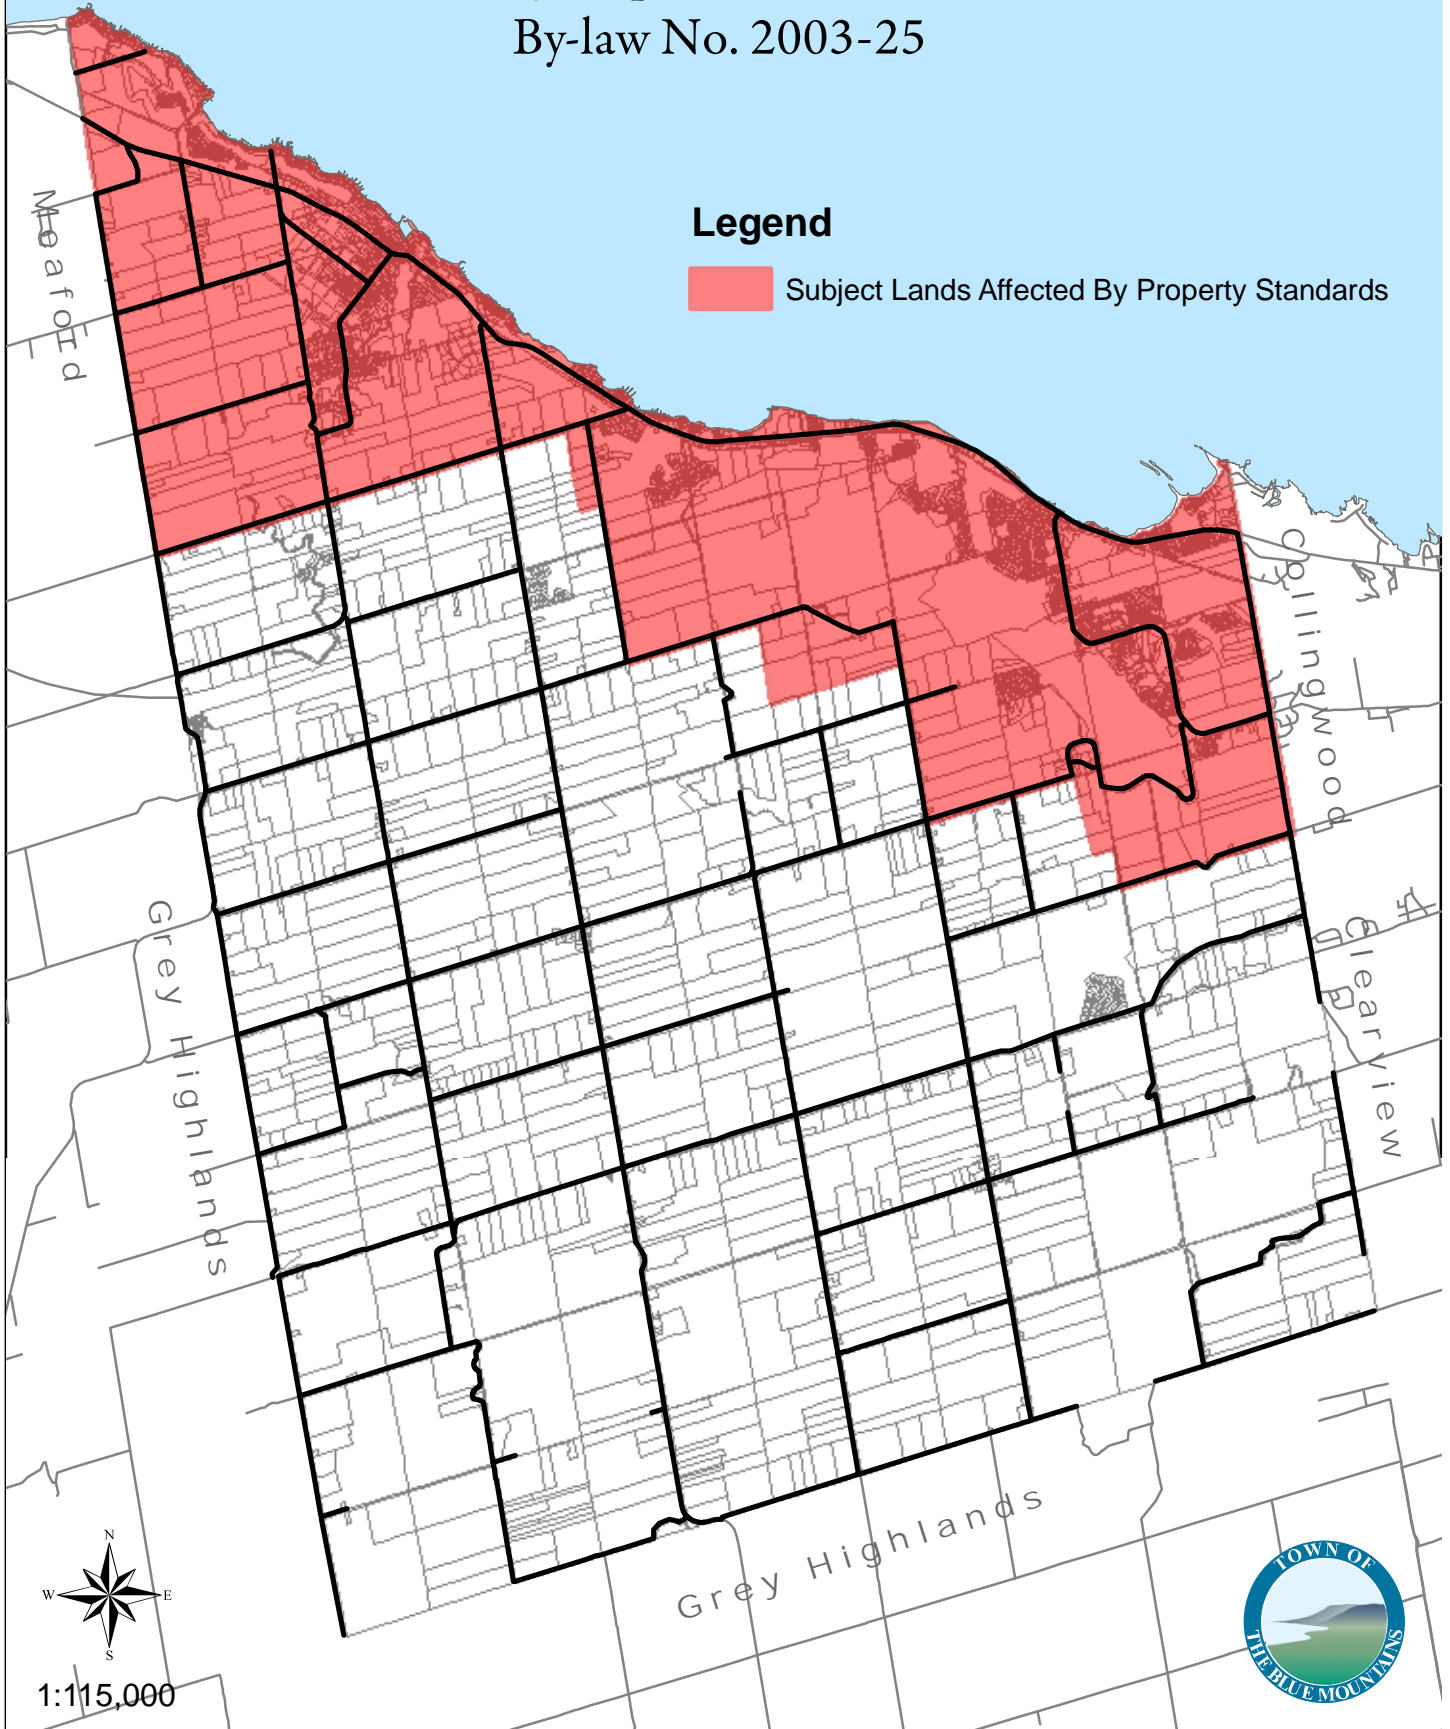 By-law No. 2003-25
Legend
Subject Lands Affected By Property Standards
Meaford
Collingwood
Grey Highlands
Clearview
Grey Highlands
N
W E
S
1:115,000
TOWN OF
THE BLUE MOUNTAINS